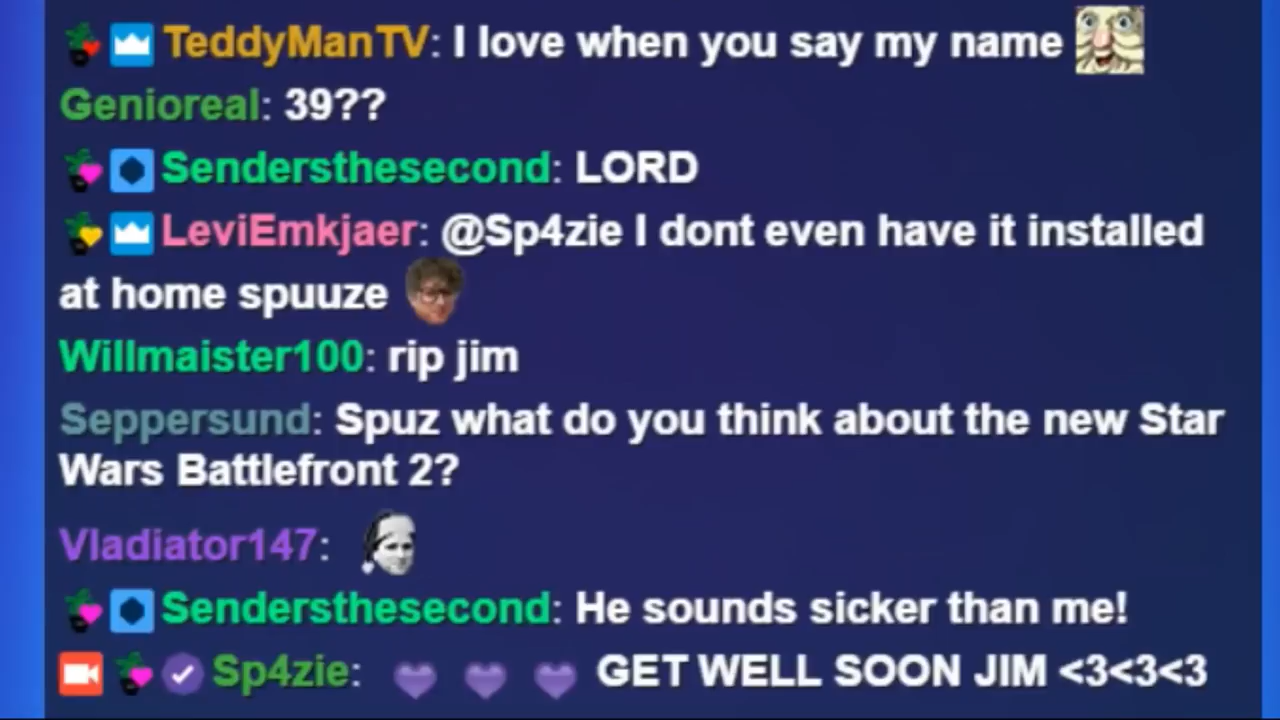 TeddyManTV: I love when you say my name
Genioreal: 39??
Sendersthesecond: LORD
LeviEmkjaer: @Sp4zie I dont even have it installed
at home spuuze
Willmaister100: rip jim
Seppersund: Spuz what do you think about the new Star
Wars Battlefront 2?
Vladiator147:
Sendersthesecond: He sounds sicker than me!
Sp4zie: GET WELL SOON JIM <3<3<3